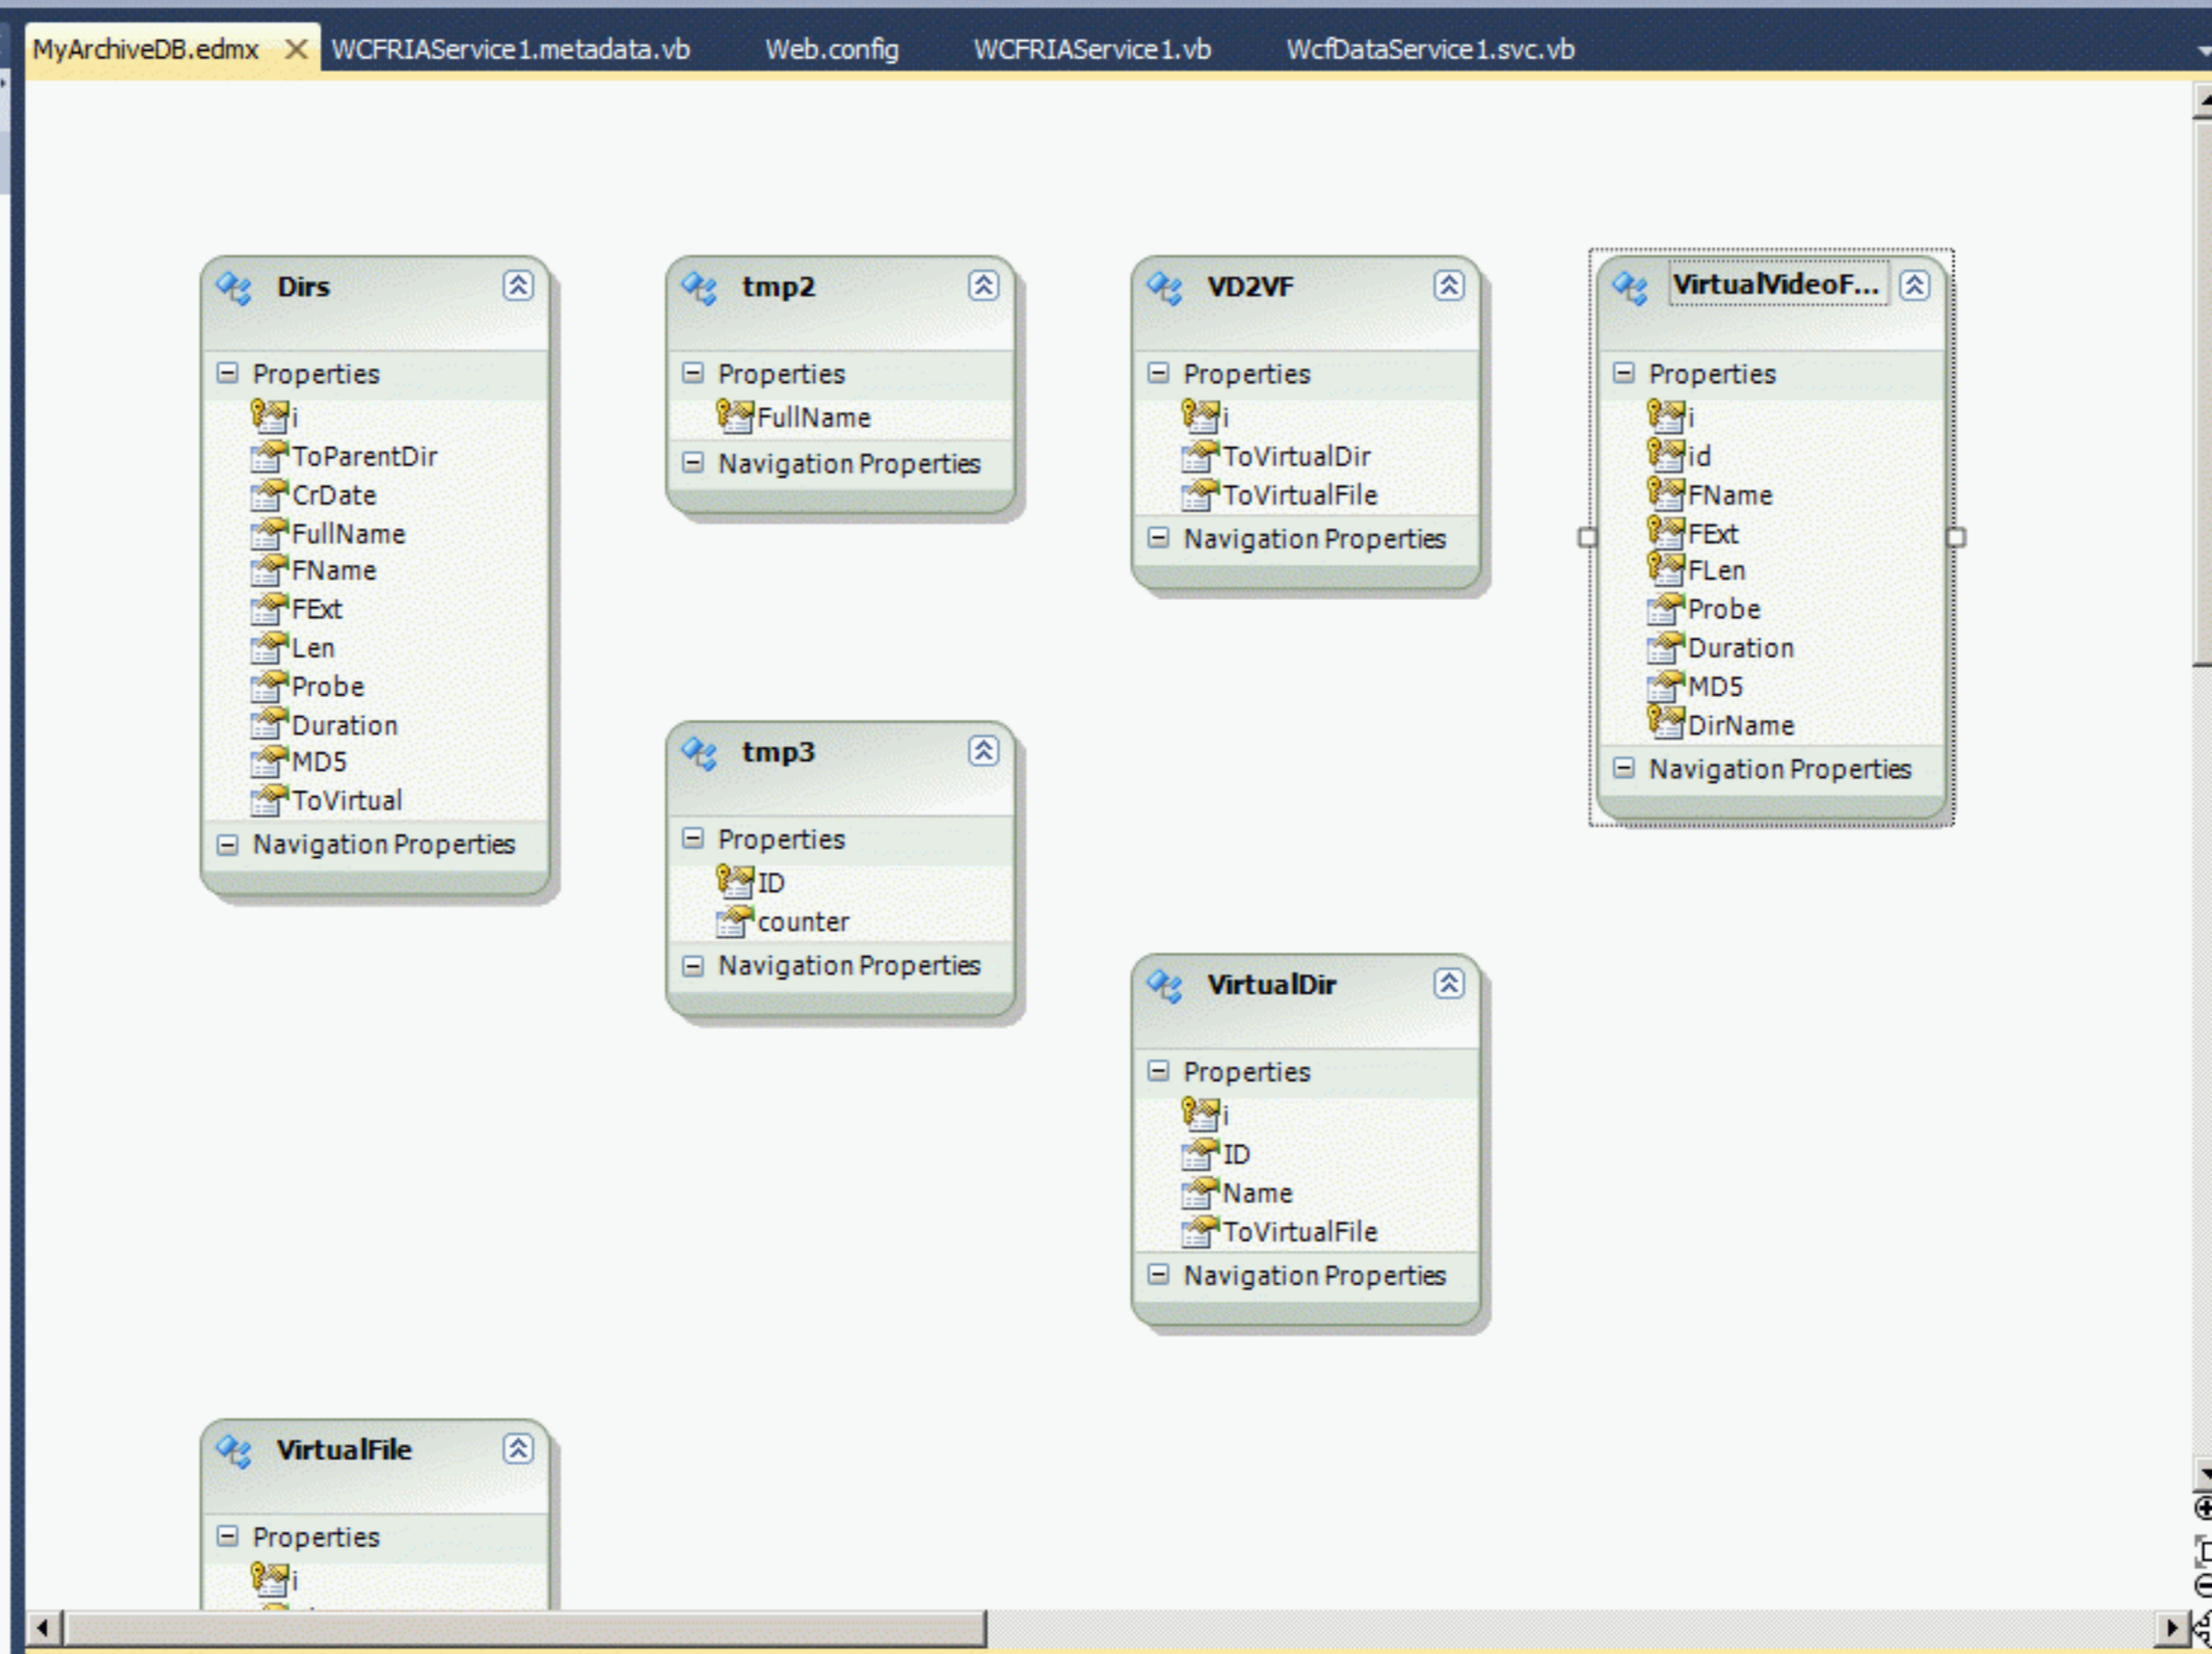 MyArchiveDB.edmx
WCFRIAService1.metadata.vb
Web.config
WCFRIAService1.vb
WcfDataService1.svc.vb
Dirs
Properties
i
ToParentDir
CrDate
FullName
FName
FExt
Len
Probe
Duration
MD5
ToVirtual
Navigation Properties
tmp2
Properties
FullName
Navigation Properties
VD2VF
Properties
i
ToVirtualDir
ToVirtualFile
Navigation Properties
VirtualVideoF...
Properties
i
id
FName
FExt
FLen
Probe
Duration
MD5
DirName
Navigation Properties
tmp3
Properties
ID
counter
Navigation Properties
VirtualDir
Properties
i
ID
Name
ToVirtualFile
Navigation Properties
VirtualFile
Properties
i